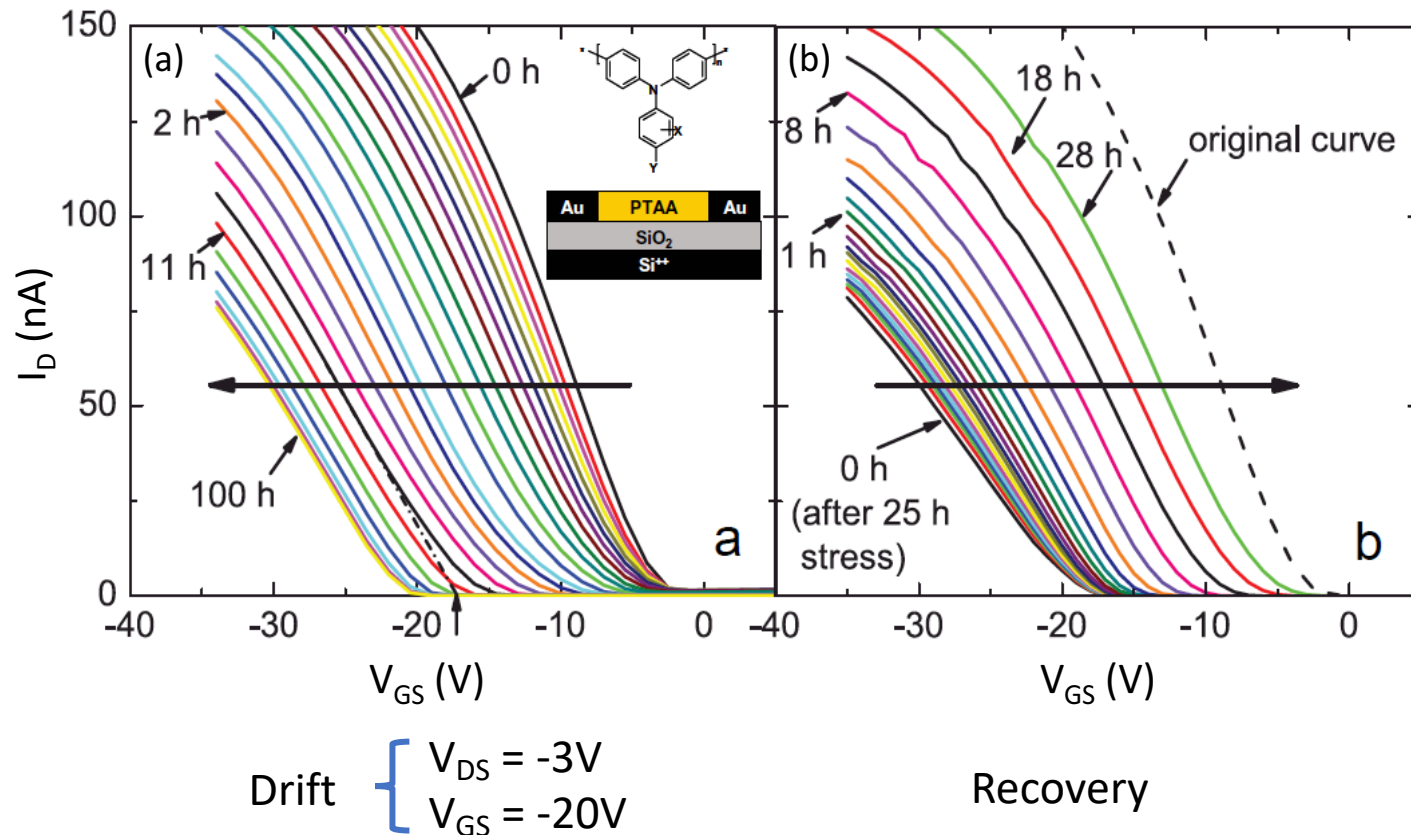 (a)
150
100
50
0
I_D (nA)
0 h
2 h
11 h
100 h
* n *
N
X
Y
Au PTAA Au
SiO₂
Si⁺⁺
a
-40 -30 -20 -10 0
V_GS (V)
(b)
18 h
8 h
28 h
original curve
1 h
0 h
(after 25 h
stress)
b
-40 -30 -20 -10 0
V_GS (V)
Drift
V_DS = -3V
V_GS = -20V
Recovery